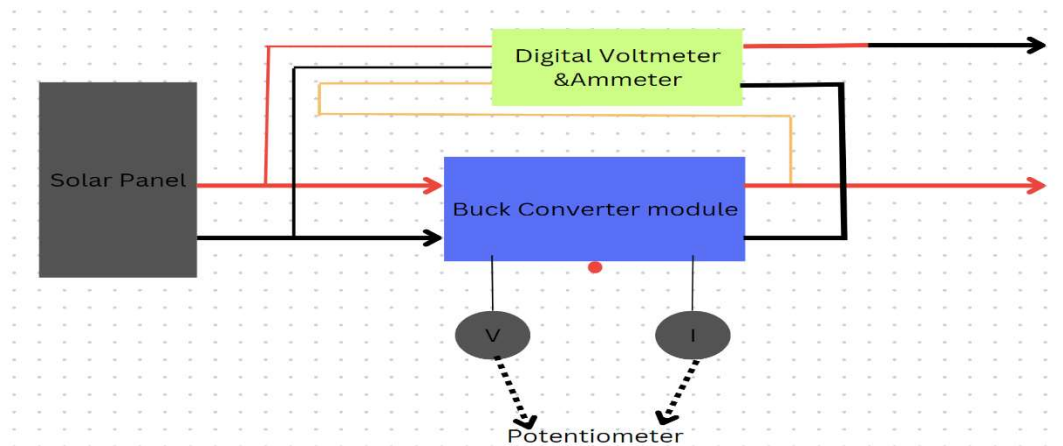 Digital Voltmeter
&Ammeter
Solar Panel
Buck Converter module
V
I
Potentiometer